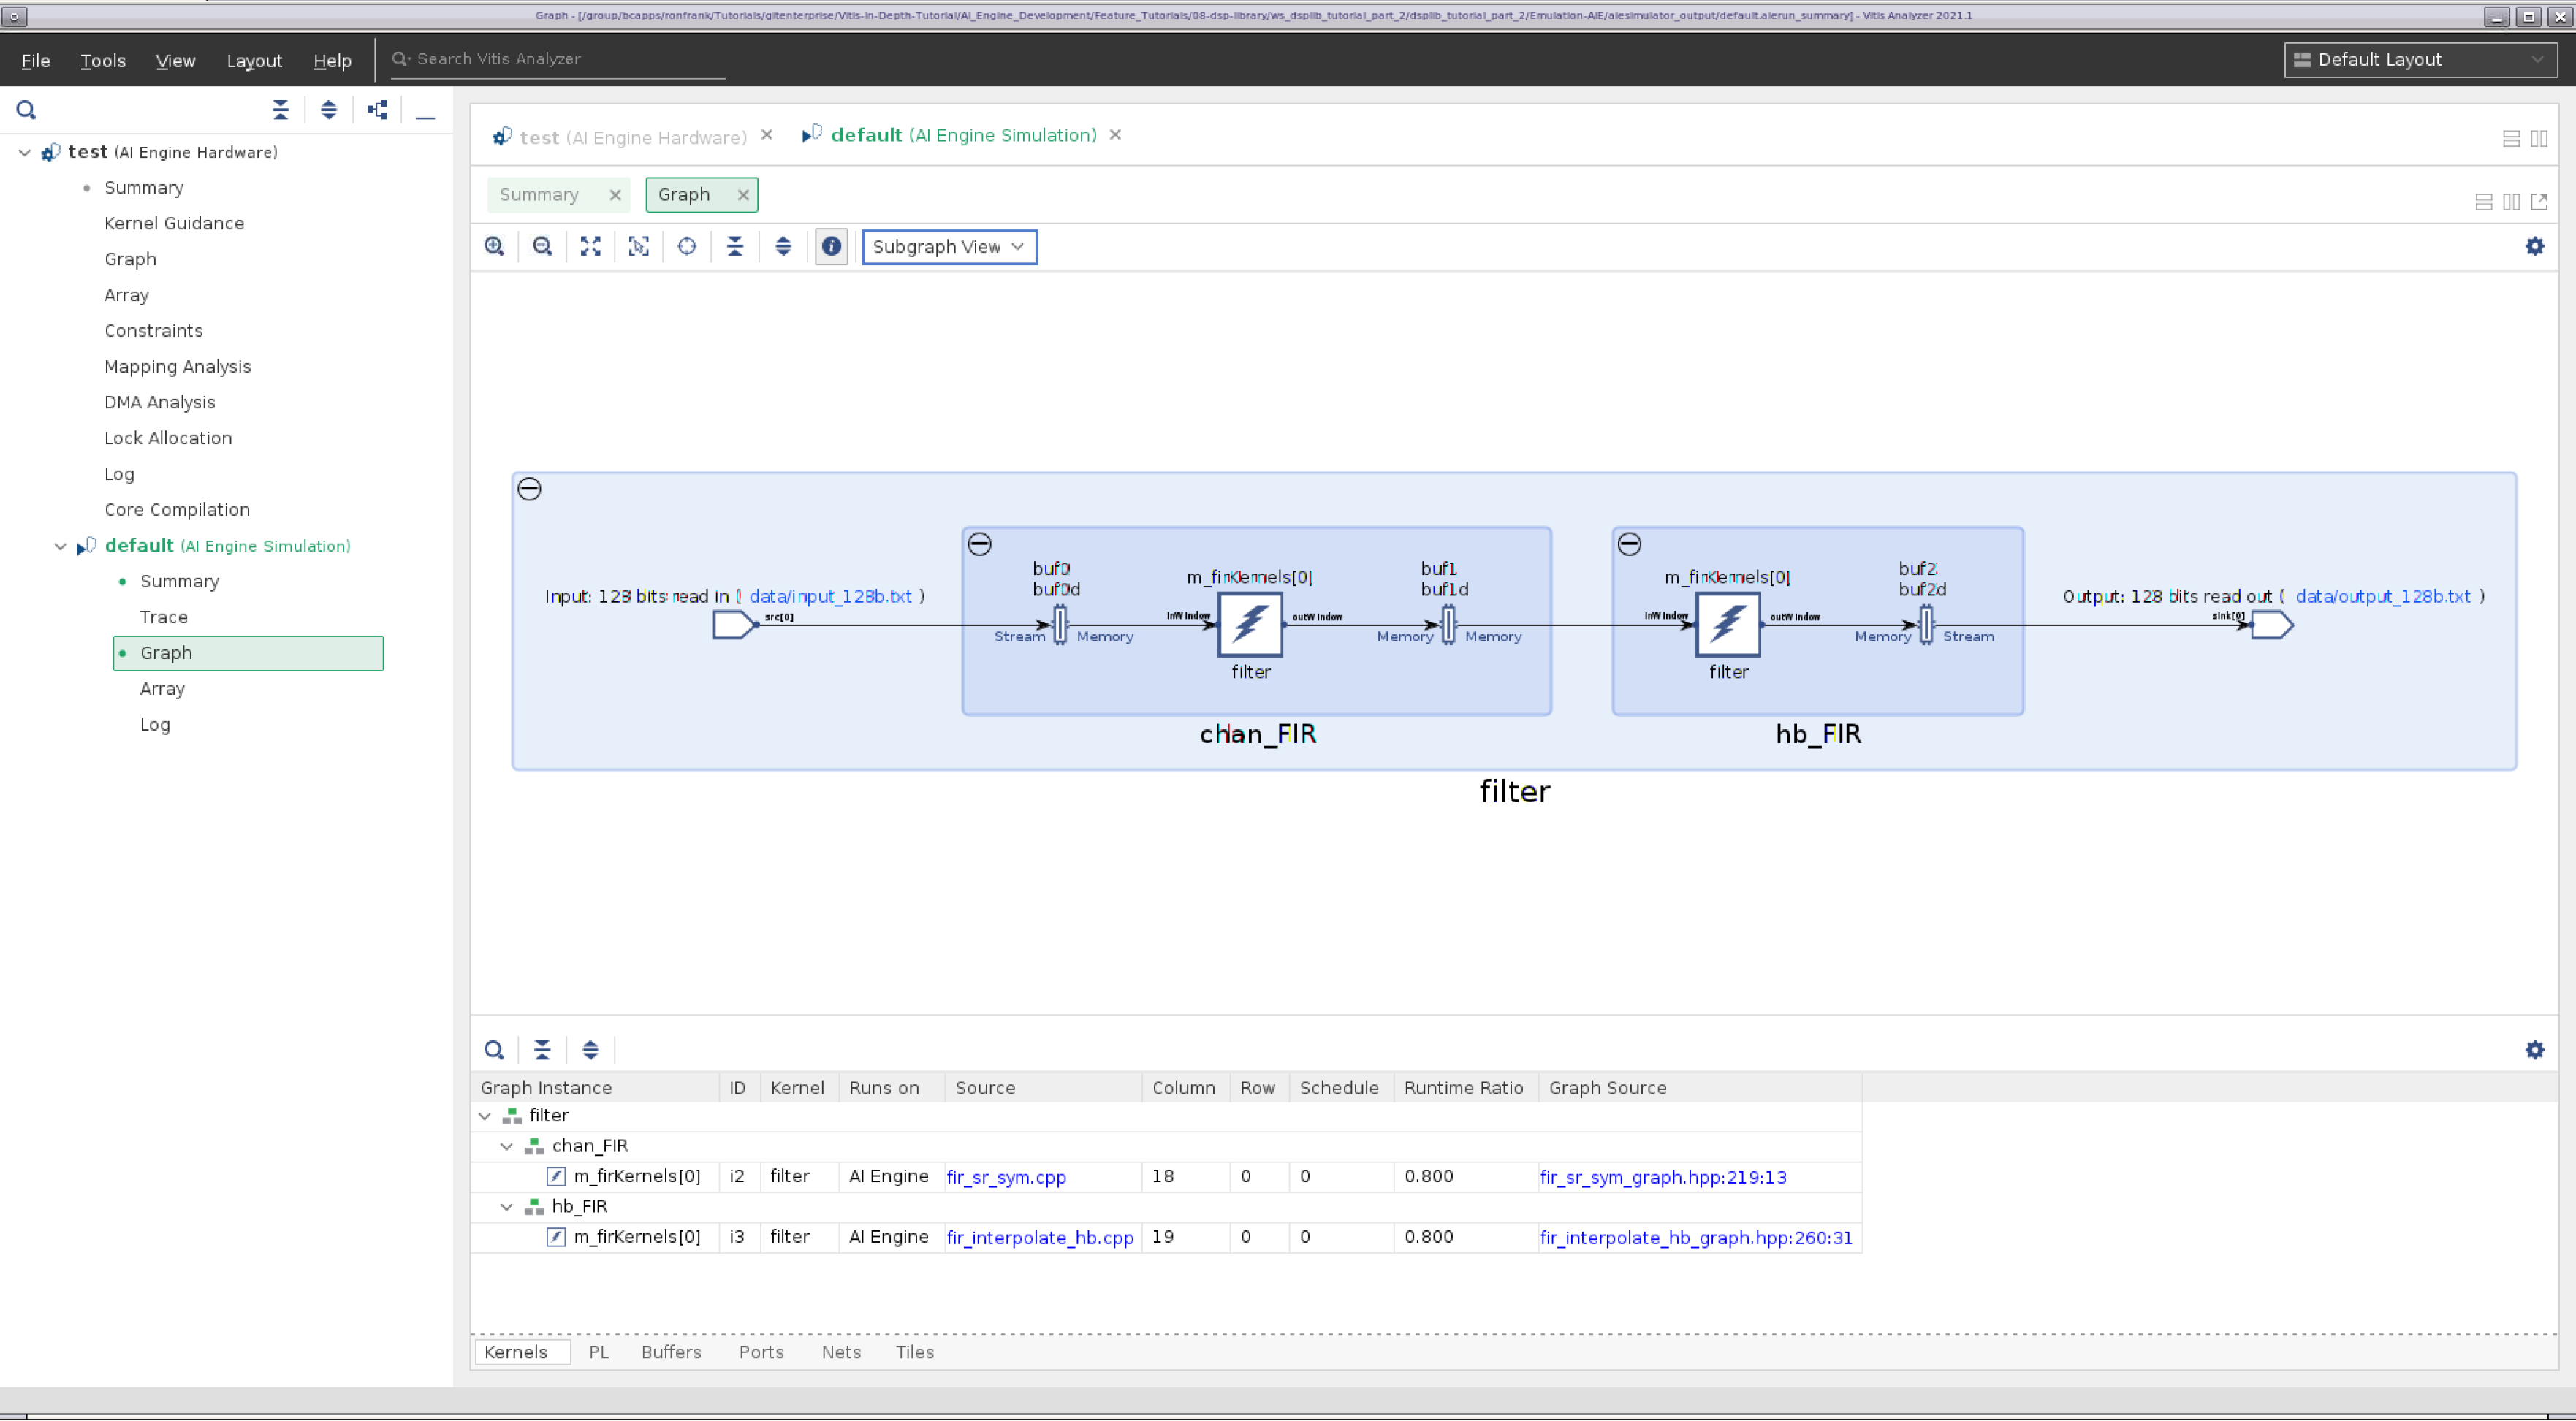 Graph - [/group/bcapps/ronfrank/Tutorials/gitenterprise/Vitis-In-Depth-Tutorial/AI_Engine_Development/Feature_Tutorials/08-dsp-library/ws_dsplib_tutorial_part_2/dsplib_tutorial_part_2/Emulation-AIE/aiesimulator_output/default.aierun_summary] - Vitis Analyzer 2021.1
File Tools View Layout Help Search Vitis Analyzer Default Layout
test (AI Engine Hardware)
Summary
Kernel Guidance
Graph
Array
Constraints
Mapping Analysis
DMA Analysis
Lock Allocation
Log
Core Compilation
default (AI Engine Simulation)
Summary
Trace
Graph
Array
Log
test (AI Engine Hardware) default (AI Engine Simulation)
Summary Graph
Subgraph View
Input: 128 bits read in ( data/input_128b.txt )
src[0]
buf0
buf0d
Stream Memory
m_firKernels[0]
inWindow outWindow
filter
buf1
buf1d
Memory Memory
chan_FIR
m_firKernels[0]
inWindow outWindow
filter
buf2
buf2d
Memory Stream
hb_FIR
Output: 128 bits read out ( data/output_128b.txt )
sink[0]
filter
Graph Instance ID Kernel Runs on Source Column Row Schedule Runtime Ratio Graph Source
filter
chan_FIR
m_firKernels[0] i2 filter AI Engine fir_sr_sym.cpp 18 0 0 0.800 fir_sr_sym_graph.hpp:219:13
hb_FIR
m_firKernels[0] i3 filter AI Engine fir_interpolate_hb.cpp 19 0 0 0.800 fir_interpolate_hb_graph.hpp:260:31
Kernels PL Buffers Ports Nets Tiles